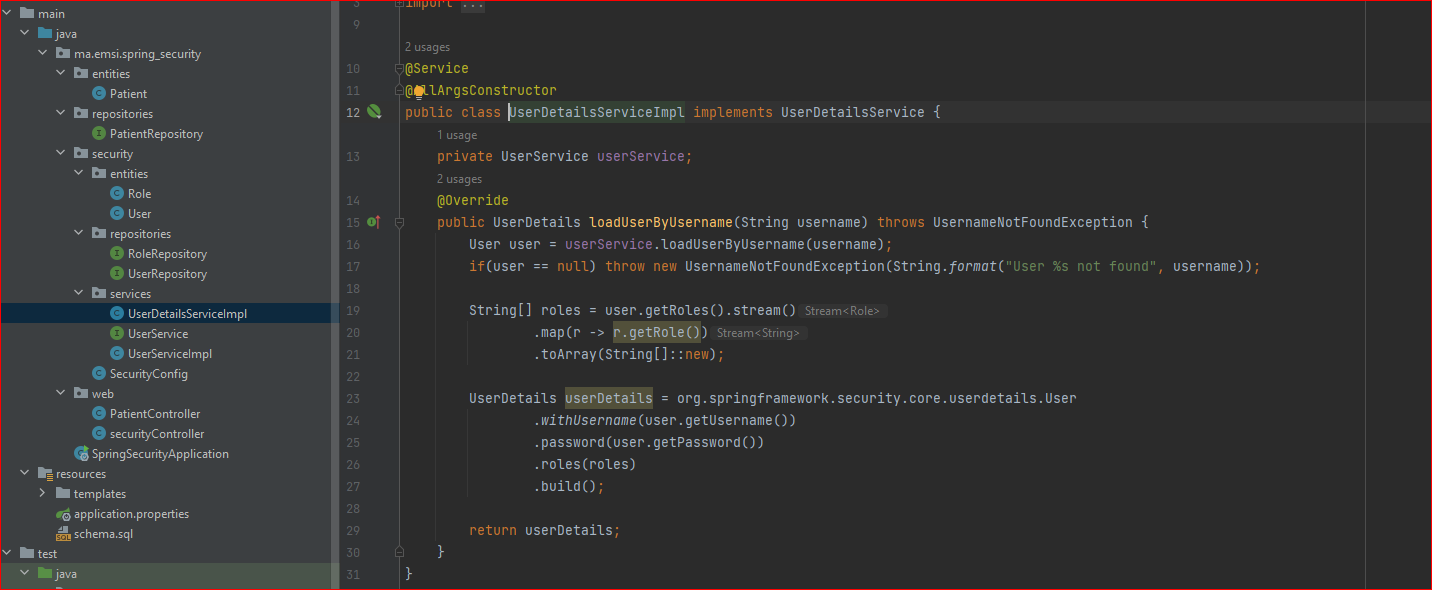 main
java
ma.emsi.spring_security
entities
Patient
repositories
PatientRepository
security
entities
Role
User
repositories
RoleRepository
UserRepository
services
UserDetailsServiceImpl
UserService
UserServiceImpl
SecurityConfig
web
PatientController
securityController
SpringSecurityApplication
resources
templates
application.properties
schema.sql
test
java
8 import ...
9
2 usages
10 @Service
11 @AllArgsConstructor
12 public class UserDetailsServiceImpl implements UserDetailsService {
1 usage
13 private UserService userService;
2 usages
14 @Override
15 public UserDetails loadUserByUsername(String username) throws UsernameNotFoundException {
16 User user = userService.loadUserByUsername(username);
17 if(user == null) throw new UsernameNotFoundException(String.format("User %s not found", username));
18
19 String[] roles = user.getRoles().stream() Stream<Role>
20 .map(r -> r.getRole()) Stream<String>
21 .toArray(String[]::new);
22
23 UserDetails userDetails = org.springframework.security.core.userdetails.User
24 .withUsername(user.getUsername())
25 .password(user.getPassword())
26 .roles(roles)
27 .build();
28
29 return userDetails;
30 }
31 }